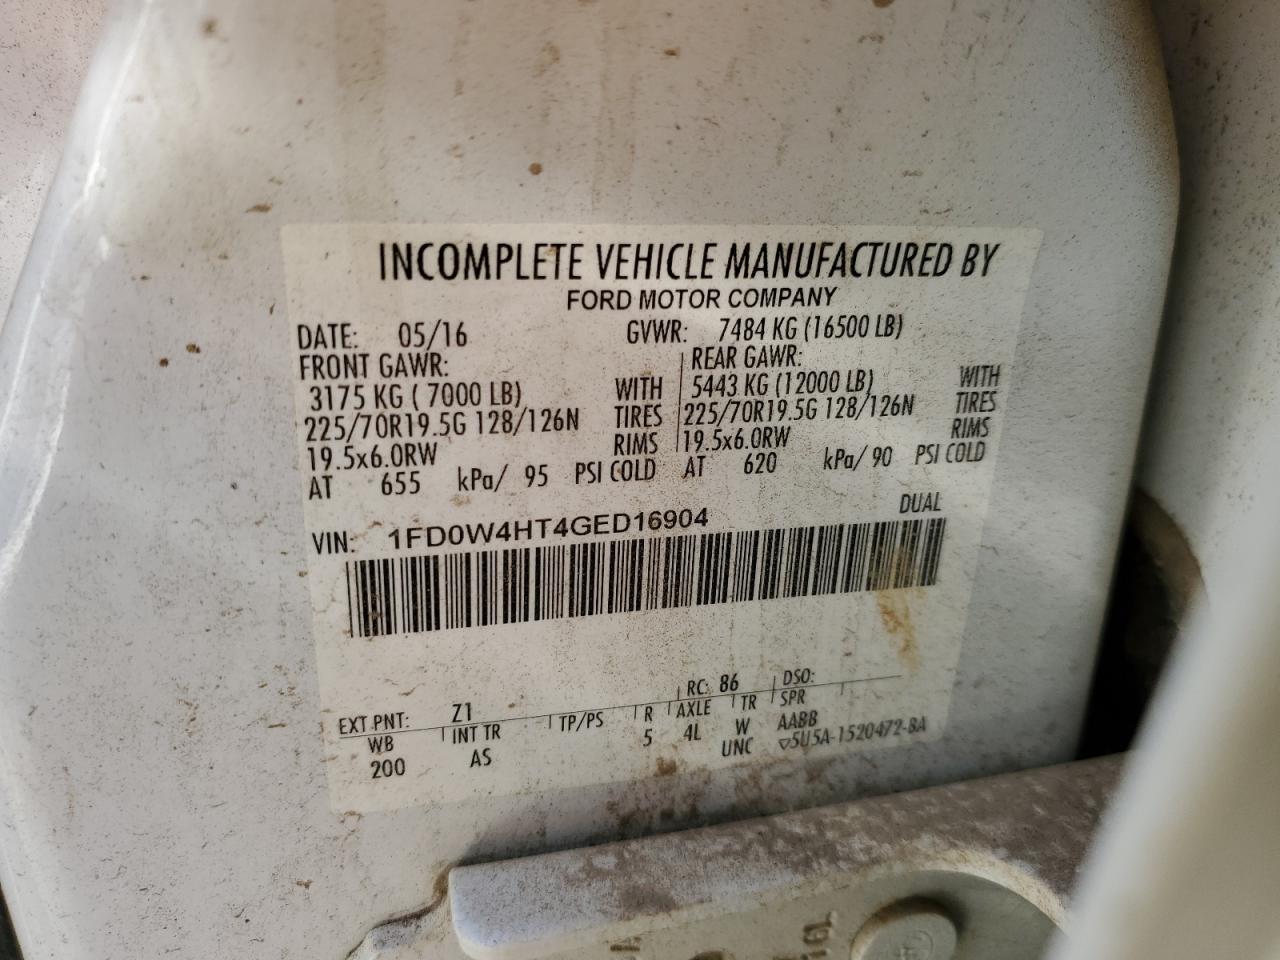 INCOMPLETE VEHICLE MANUFACTURED BY
FORD MOTOR COMPANY
DATE: 05/16 GVWR: 7484 KG (16500 LB)
FRONT GAWR: REAR GAWR:
3175 KG ( 7000 LB) WITH 5443 KG (12000 LB) WITH
225/70R19.5G 128/126N TIRES 225/70R19.5G 128/126N TIRES
19.5x6.0RW RIMS 19.5x6.0RW RIMS
AT 655 kPa/ 95 PSI COLD AT 620 kPa/ 90 PSI COLD
VIN: 1FD0W4HT4GED16904 DUAL
EXT PNT: Z1 RC: 86 DSO:
WB INT TR TP/PS R AXLE TR SPR
200 AS 5 4L W AABB
UNC ▽5U5A-1520472-BA